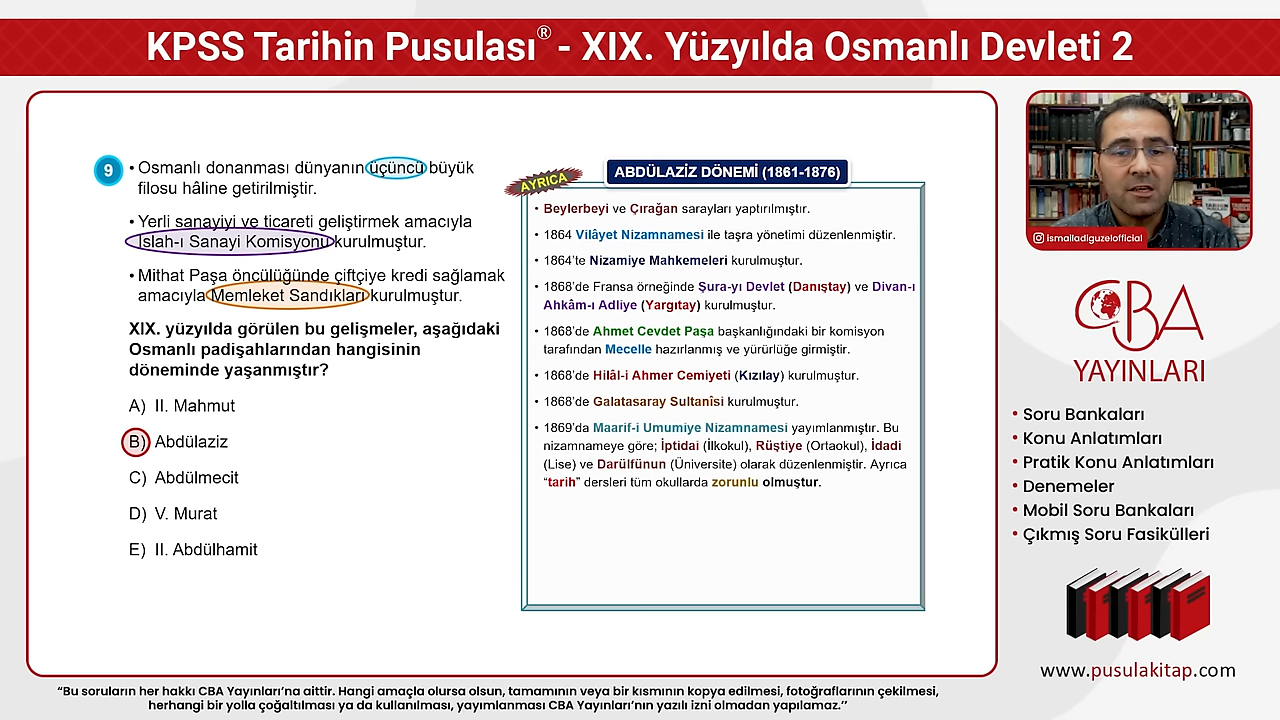 KPSS Tarihin Pusulası® - XIX. Yüzyılda Osmanlı Devleti 2
9
• Osmanlı donanması dünyanın üçüncü büyük
filosu hâline getirilmiştir.
• Yerli sanayiyi ve ticareti geliştirmek amacıyla
Islah-ı Sanayi Komisyonu kurulmuştur.
• Mithat Paşa öncülüğünde çiftçiye kredi sağlamak
amacıyla Memleket Sandıkları kurulmuştur.
XIX. yüzyılda görülen bu gelişmeler, aşağıdaki
Osmanlı padişahlarından hangisinin
döneminde yaşanmıştır?
A) II. Mahmut
B) Abdülaziz
C) Abdülmecit
D) V. Murat
E) II. Abdülhamit
AYRICA
ABDÜLAZİZ DÖNEMİ (1861-1876)
• Beylerbeyi ve Çırağan sarayları yaptırılmıştır.
• 1864 Vilâyet Nizamnamesi ile taşra yönetimi düzenlenmiştir.
• 1864’te Nizamiye Mahkemeleri kurulmuştur.
• 1868’de Fransa örneğinde Şura-yı Devlet (Danıştay) ve Divan-ı
Ahkâm-ı Adliye (Yargıtay) kurulmuştur.
• 1868’de Ahmet Cevdet Paşa başkanlığındaki bir komisyon
tarafından Mecelle hazırlanmış ve yürürlüğe girmiştir.
• 1868’de Hilâl-i Ahmer Cemiyeti (Kızılay) kurulmuştur.
• 1868’de Galatasaray Sultanîsi kurulmuştur.
• 1869’da Maarif-i Umumiye Nizamnamesi yayımlanmıştır. Bu
nizamnameye göre; İptidai (İlkokul), Rüştiye (Ortaokul), İdadi
(Lise) ve Darülfünun (Üniversite) olarak düzenlenmiştir. Ayrıca
“tarih” dersleri tüm okullarda zorunlu olmuştur.
ismailadiguzelofficial
CBA
YAYINLARI
• Soru Bankaları
• Konu Anlatımları
• Pratik Konu Anlatımları
• Denemeler
• Mobil Soru Bankaları
• Çıkmış Soru Fasikülleri
www.pusulakitap.com
“Bu soruların her hakkı CBA Yayınları’na aittir. Hangi amaçla olursa olsun, tamamının veya bir kısmının kopya edilmesi, fotoğraflarının çekilmesi,
herhangi bir yolla çoğaltılması ya da kullanılması, yayımlanması CBA Yayınları’nın yazılı izni olmadan yapılamaz.’’